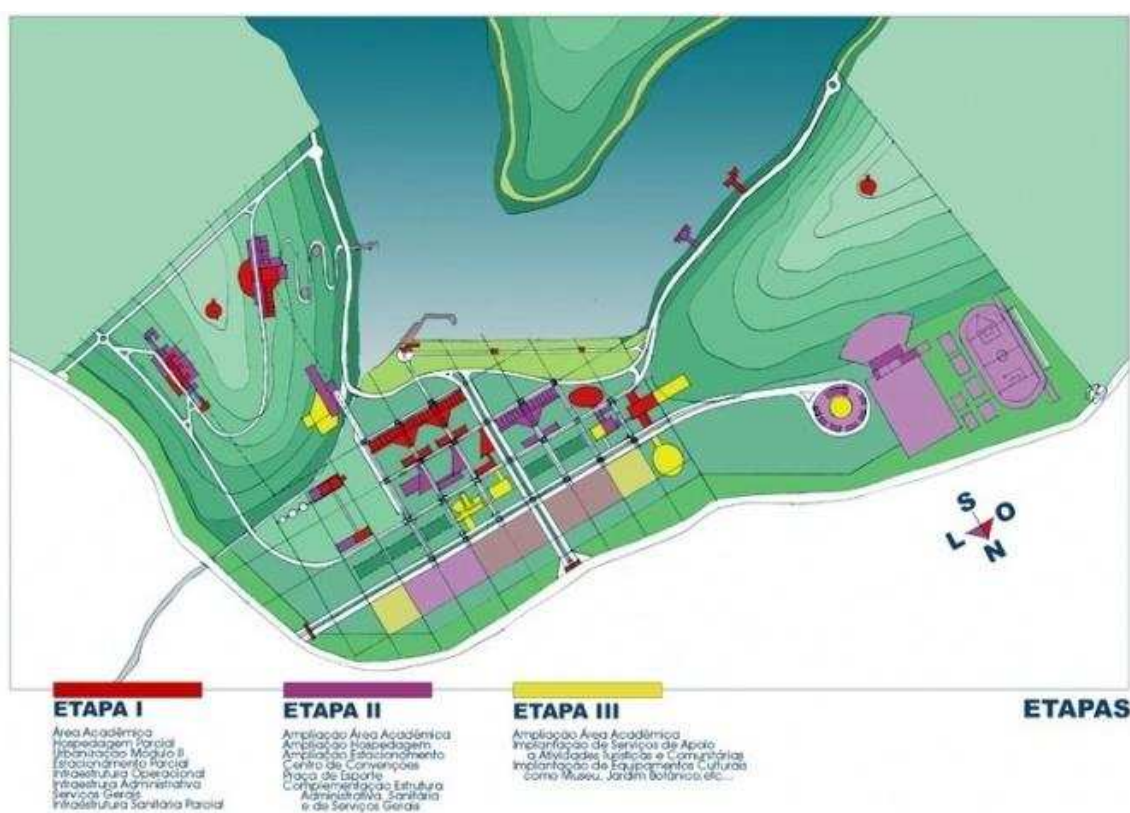 S
O
L
N
ETAPA I
Área Acadêmica
Hospedagem Parcial
Urbanização Módulo II
Estacionamento Parcial
Infraestrutura Operacional
Infraestrura Administrativa
Serviços Gerais
Infraestrutura Sanitária Parcial
ETAPA II
Ampliação Área Acadêmica
Ampliação Hospedagem
Ampliação Estacionamento
Centro de Convenções
Praça de Esporte
Complementação Estrutura
Administrativa, Sanitária
e de Serviços Gerais
ETAPA III
Ampliação Área Acadêmica
Implantação de Serviços de Apoio
a Atividades Turísticas e Comunitárias
Implantação de Equipamentos Culturais
como Museu, Jardim Botânico, etc...
ETAPAS